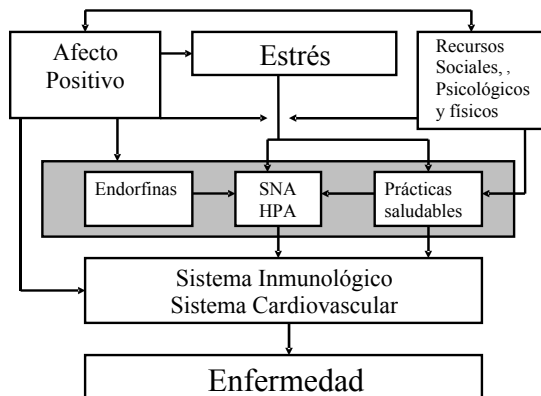 Afecto
Positivo
Estrés
Recursos
Sociales, ,
Psicológicos
y físicos
Endorfinas
SNA
HPA
Prácticas
saludables
Sistema Inmunológico
Sistema Cardiovascular
Enfermedad